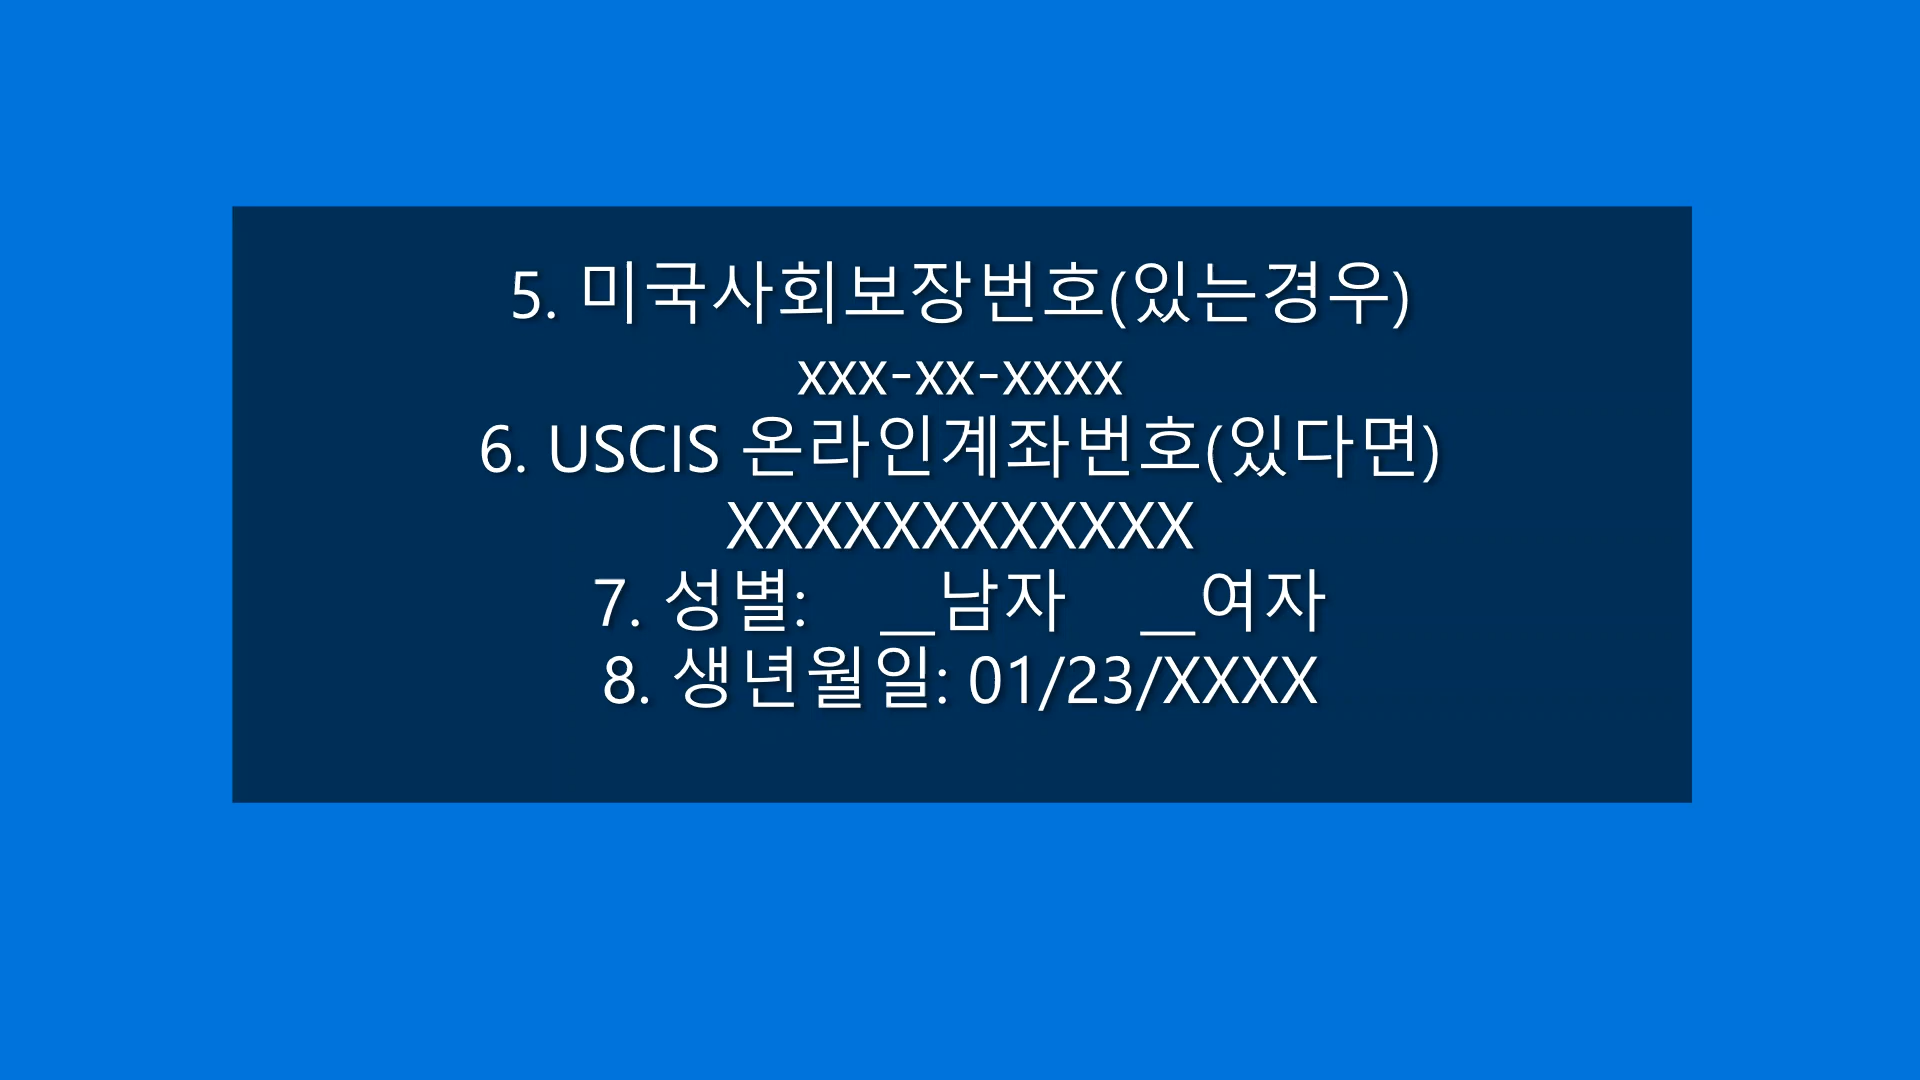 5. 미국사회보장번호(있는경우)
xxx-xx-xxxx
6. USCIS 온라인계좌번호(있다면)
XXXXXXXXXXXX
7. 성별: __남자 __여자
8. 생년월일: 01/23/XXXX